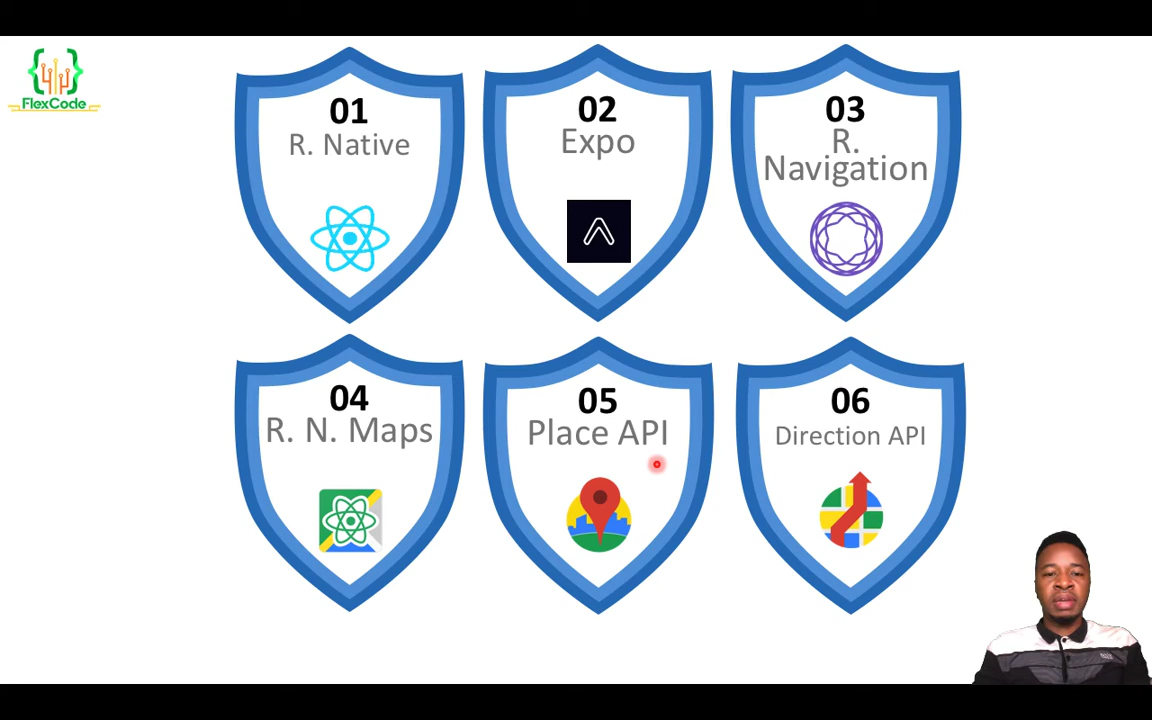 FlexCode
01
R. Native
02
Expo
03
R.
Navigation
04
R. N. Maps
05
Place API
06
Direction API